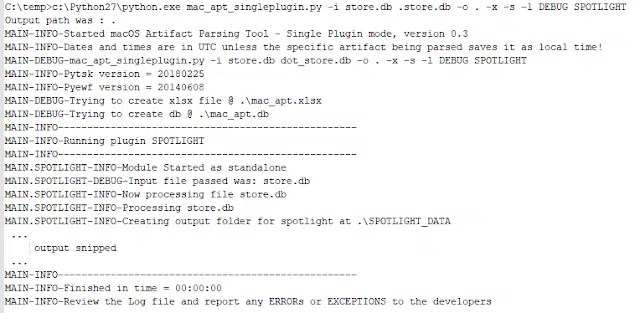 C:\temp>c:\Python27\python.exe mac_apt_singleplugin.py -i store.db .store.db -o . -x -s -l DEBUG SPOTLIGHT
Output path was : .
MAIN-INFO-Started macOS Artifact Parsing Tool - Single Plugin mode, version 0.3
MAIN-INFO-Dates and times are in UTC unless the specific artifact being parsed saves it as local time!
MAIN-DEBUG-mac_apt_singleplugin.py -i store.db dot_store.db -o . -x -s -l DEBUG SPOTLIGHT
MAIN-INFO-Pytsk version = 20180225
MAIN-INFO-Pyewf version = 20140608
MAIN-DEBUG-Trying to create xlsx file @ .\mac_apt.xlsx
MAIN-DEBUG-Trying to create db @ .\mac_apt.db
MAIN-INFO--------------------------------------------------
MAIN-INFO-Running plugin SPOTLIGHT
MAIN-INFO--------------------------------------------------
MAIN.SPOTLIGHT-INFO-Module Started as standalone
MAIN.SPOTLIGHT-DEBUG-Input file passed was: store.db
MAIN.SPOTLIGHT-INFO-Now processing file store.db
MAIN.SPOTLIGHT-INFO-Processing store.db
MAIN.SPOTLIGHT-INFO-Creating output folder for spotlight at .\SPOTLIGHT_DATA
...
output snipped
...
MAIN-INFO--------------------------------------------------
MAIN-INFO-Finished in time = 00:00:00
MAIN-INFO-Review the Log file and report any ERRORs or EXCEPTIONS to the developers